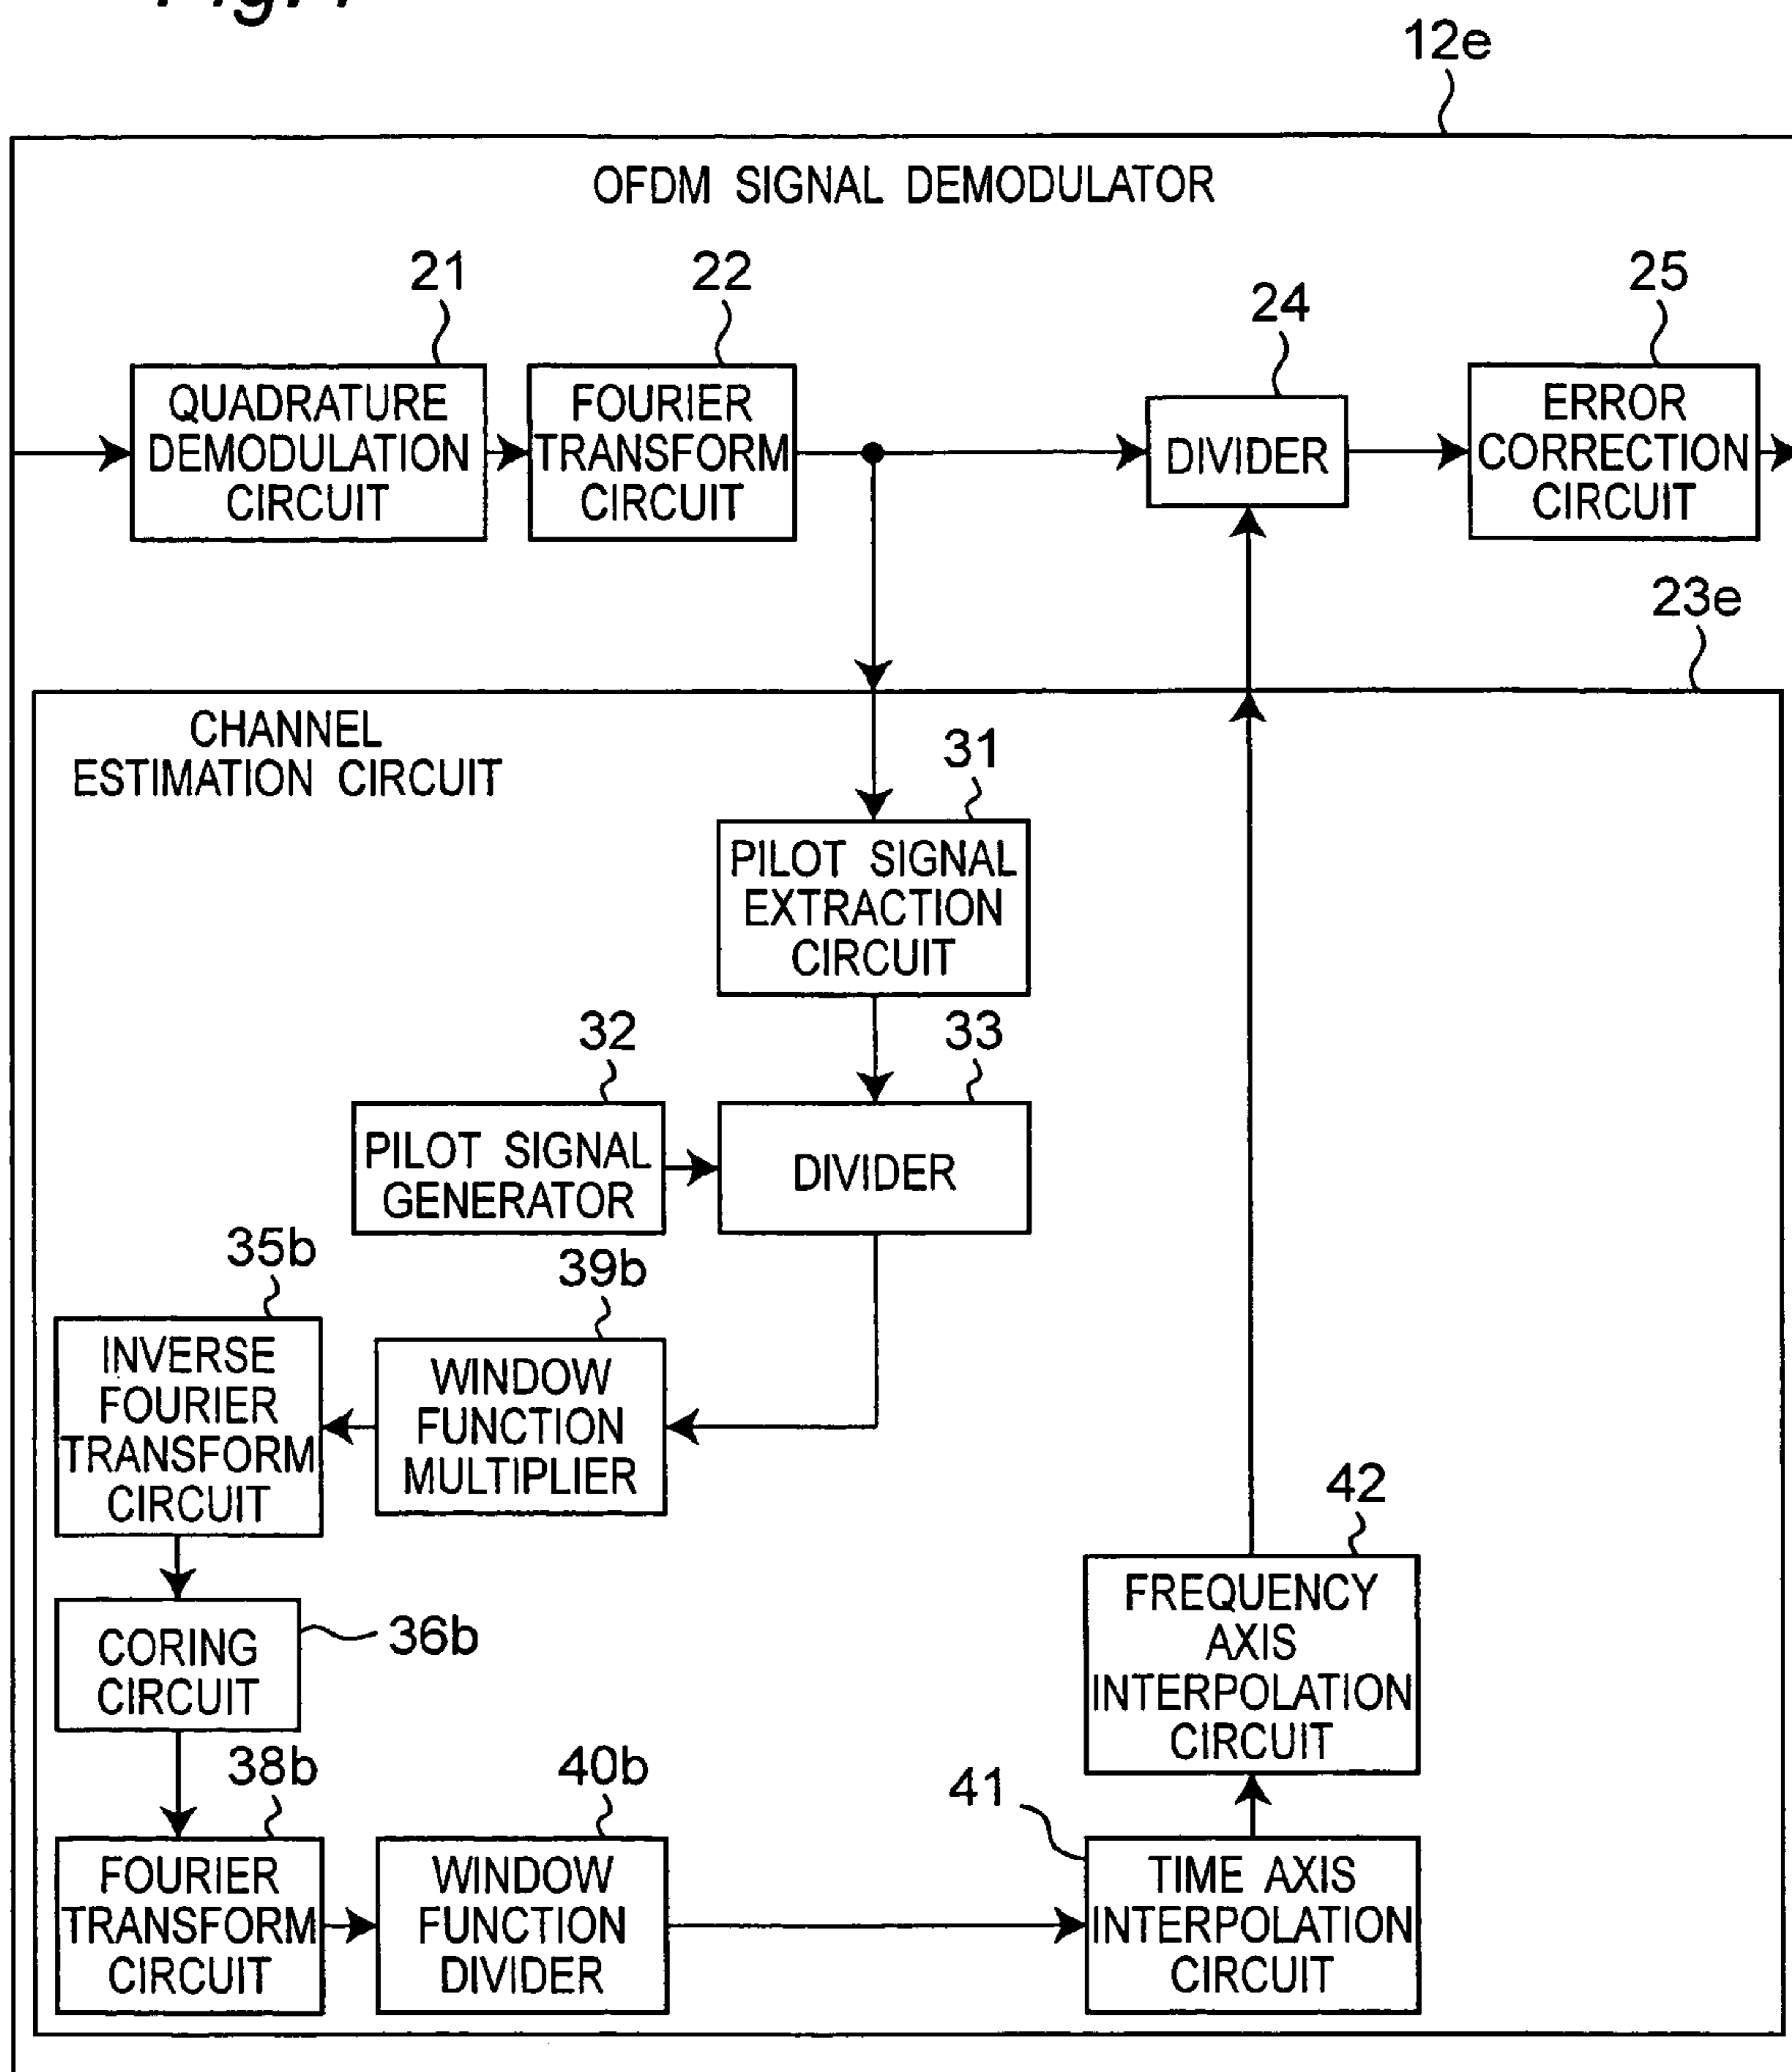 12e
OFDM SIGNAL DEMODULATOR
21
22
24
25
QUADRATURE
DEMODULATION
CIRCUIT
FOURIER
TRANSFORM
CIRCUIT
DIVIDER
ERROR
CORRECTION
CIRCUIT
23e
CHANNEL
ESTIMATION CIRCUIT
31
PILOT SIGNAL
EXTRACTION
CIRCUIT
32
33
PILOT SIGNAL
GENERATOR
DIVIDER
35b
39b
INVERSE
FOURIER
TRANSFORM
CIRCUIT
WINDOW
FUNCTION
MULTIPLIER
42
FREQUENCY
AXIS
INTERPOLATION
CIRCUIT
CORING
CIRCUIT
36b
38b
40b
41
FOURIER
TRANSFORM
CIRCUIT
WINDOW
FUNCTION
DIVIDER
TIME AXIS
INTERPOLATION
CIRCUIT